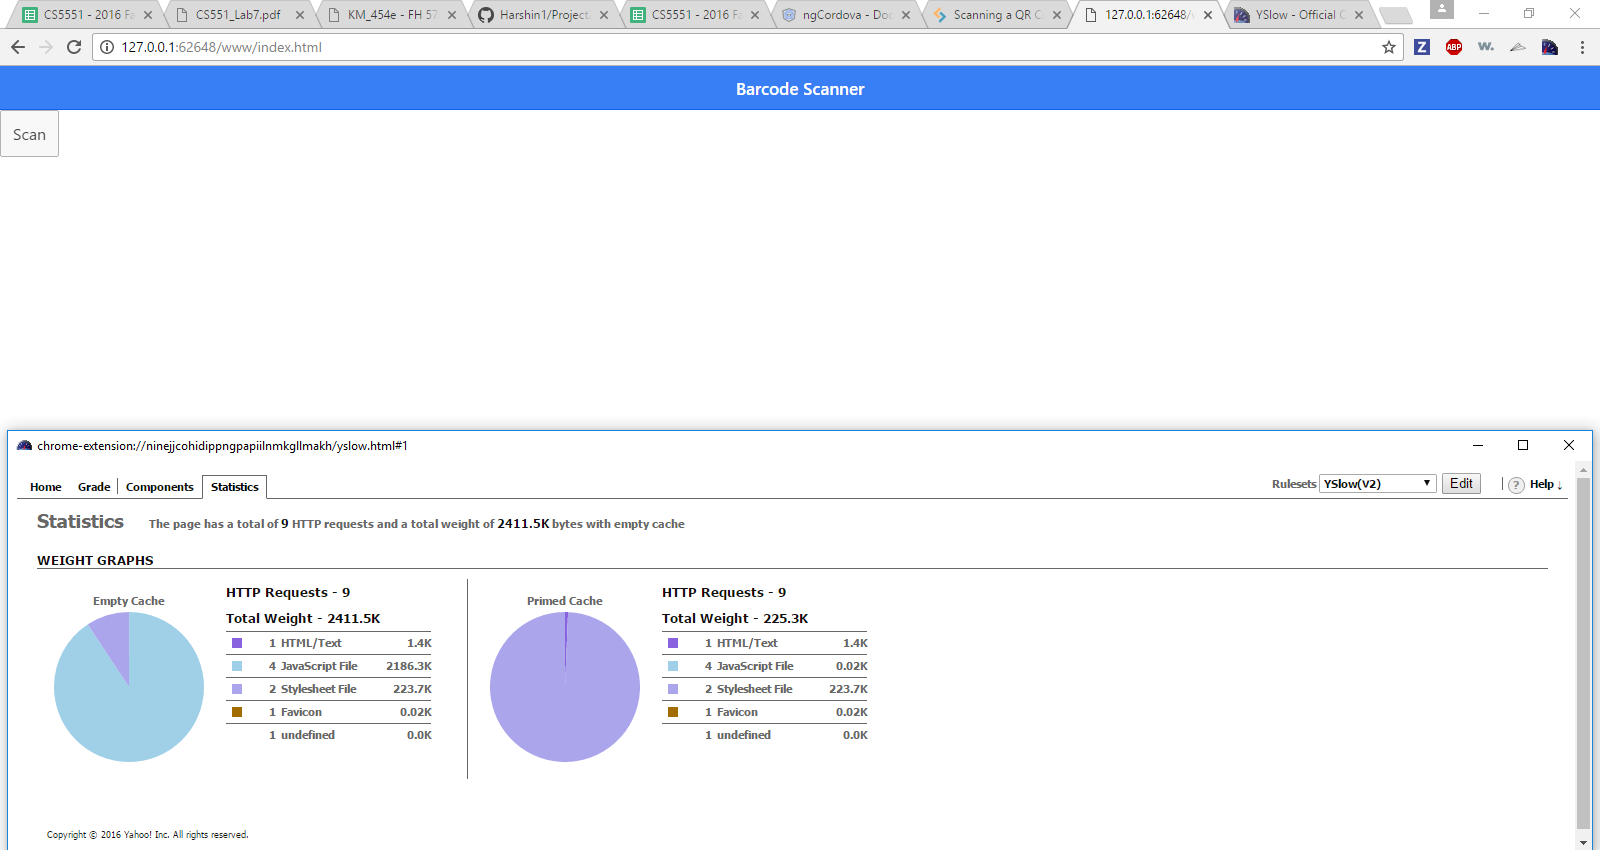 CS5551 - 2016 Fa
CS551_Lab7.pdf
KM_454e - FH 57
Harshin1/Project.
CS5551 - 2016 Fa
ngCordova - Doc
Scanning a QR C
127.0.0.1:62648/v
YSlow - Official C
127.0.0.1:62648/www/index.html
Z
ABP
W.
Barcode Scanner
Scan
chrome-extension://ninejjcohidippngpapiilnmkgllmakh/yslow.html#1
Home
Grade
Components
Statistics
Rulesets YSlow(V2) Edit
? Help ↓
Statistics The page has a total of 9 HTTP requests and a total weight of 2411.5K bytes with empty cache
WEIGHT GRAPHS
Empty Cache
HTTP Requests - 9
Total Weight - 2411.5K
1 HTML/Text 1.4K
4 JavaScript File 2186.3K
2 Stylesheet File 223.7K
1 Favicon 0.02K
1 undefined 0.0K
Primed Cache
HTTP Requests - 9
Total Weight - 225.3K
1 HTML/Text 1.4K
4 JavaScript File 0.02K
2 Stylesheet File 223.7K
1 Favicon 0.02K
1 undefined 0.0K
Copyright © 2016 Yahoo! Inc. All rights reserved.